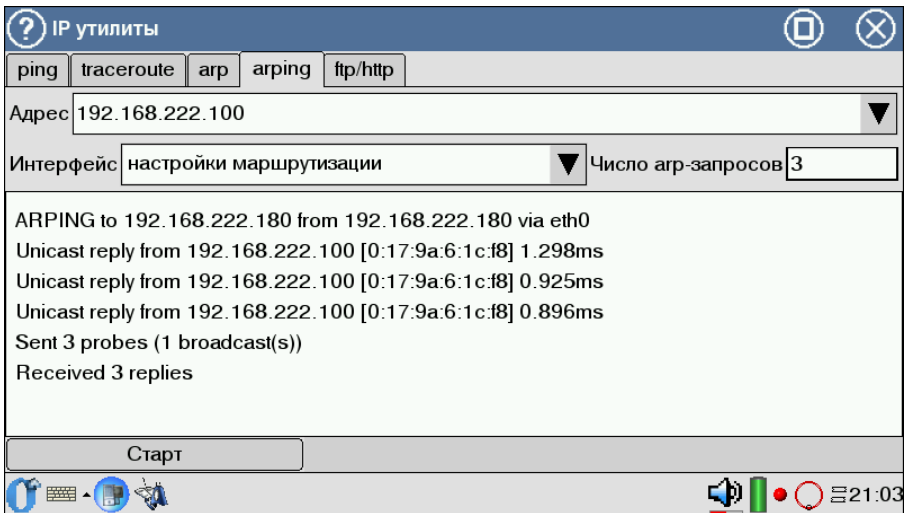 IP утилиты
ping traceroute arp arping ftp/http
Адрес 192.168.222.100
Интерфейс настройки маршрутизации Число arp-запросов 3
ARPING to 192.168.222.180 from 192.168.222.180 via eth0
Unicast reply from 192.168.222.100 [0:17:9a:6:1c:f8] 1.298ms
Unicast reply from 192.168.222.100 [0:17:9a:6:1c:f8] 0.925ms
Unicast reply from 192.168.222.100 [0:17:9a:6:1c:f8] 0.896ms
Sent 3 probes (1 broadcast(s))
Received 3 replies
Старт
21:03